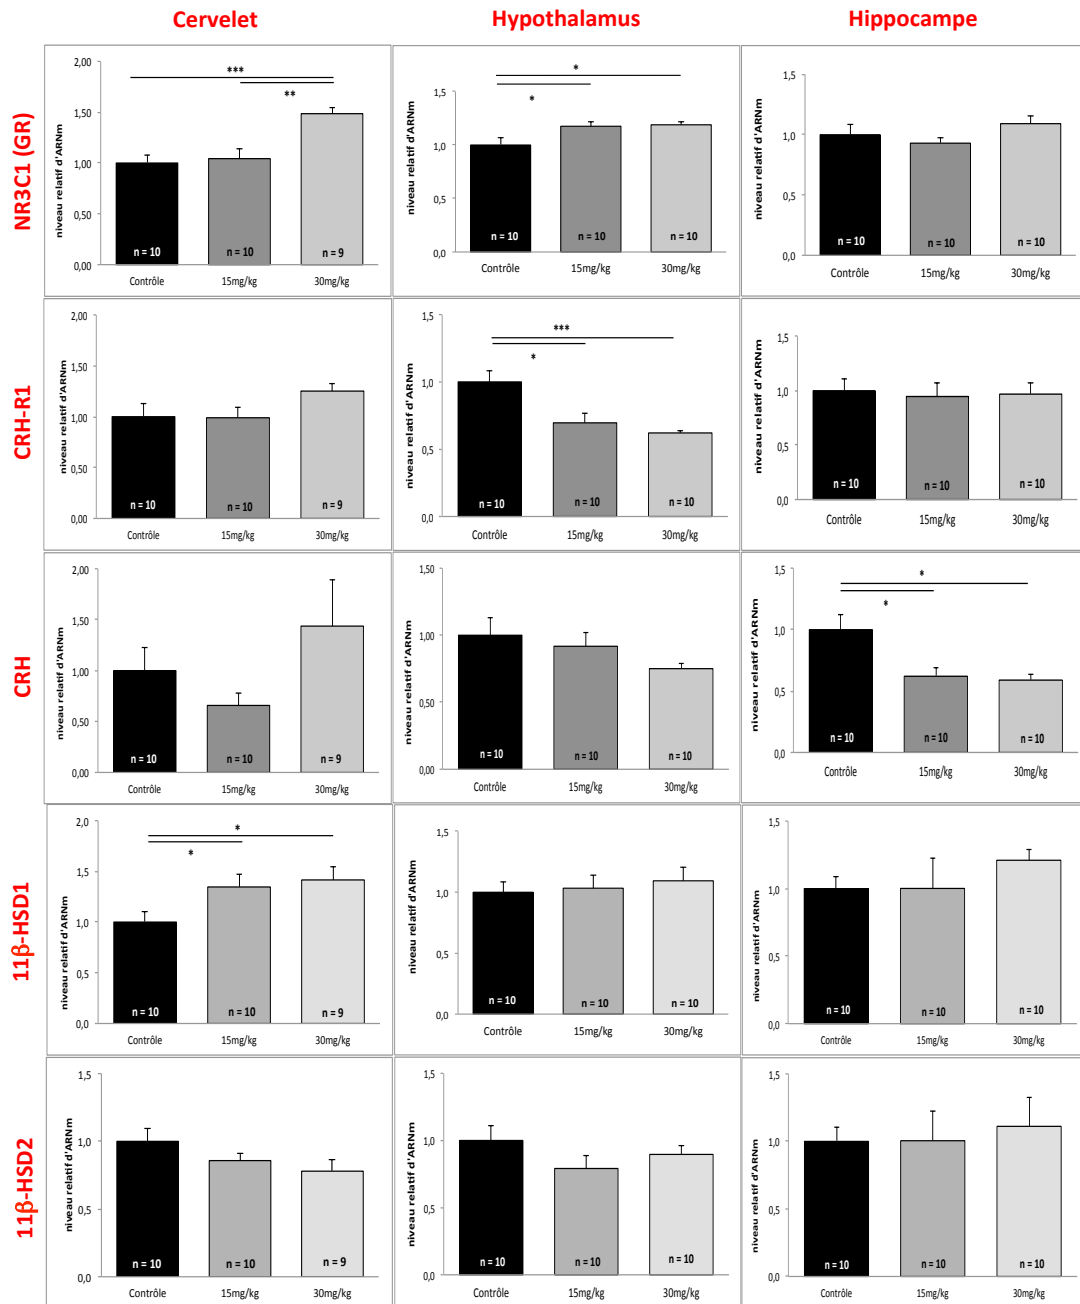 Cervelet Hypothalamus Hippocampe
NR3C1 (GR)
niveau relatif d'ARNm
2,00
1,50
1,00
0,50
0,00
***
**
n = 10 n = 10 n = 9
Contrôle 15mg/kg 30mg/kg
niveau relatif d'ARNm
1,5
1,0
0,5
0,0
*
*
n = 10 n = 10 n = 10
Contrôle 15mg/kg 30mg/kg
niveau relatif d'ARNm
1,5
1,0
0,5
0,0
n = 10 n = 10 n = 10
Contrôle 15mg/kg 30mg/kg
CRH-R1
niveau relatif d'ARNm
2,00
1,50
1,00
0,50
0,00
n = 10 n = 10 n = 9
Contrôle 15mg/kg 30mg/kg
niveau relatif d'ARNm
1,5
1,0
0,5
0,0
***
*
n = 10 n = 10 n = 10
Contrôle 15mg/kg 30mg/kg
niveau relatif d'ARNm
1,5
1,0
0,5
0,0
n = 10 n = 10 n = 10
Contrôle 15mg/kg 30mg/kg
CRH
niveau relatif d'ARNm
2,00
1,50
1,00
0,50
0,00
n = 10 n = 10 n = 9
Contrôle 15mg/kg 30mg/kg
niveau relatif d'ARNm
1,50
1,00
0,50
0,00
n = 10 n = 10 n = 10
Contrôle 15mg/kg 30mg/kg
niveau relatif d'ARNm
1,5
1,0
0,5
0,0
*
*
n = 10 n = 10 n = 10
Contrôle 15mg/kg 30mg/kg
11β-HSD1
niveau relatif d'ARNm
2,0
1,5
1,0
0,5
0,0
*
*
n = 10 n = 10 n = 9
Contrôle 15mg/kg 30mg/kg
niveau relatif d'ARNm
1,5
1,0
0,5
0,0
n = 10 n = 10 n = 10
Contrôle 15mg/kg 30mg/kg
niveau relatif d'ARNm
1,5
1,0
0,5
0,0
n = 10 n = 10 n = 10
Contrôle 15mg/kg 30mg/kg
11β-HSD2
niveau relatif d'ARNm
1,5
1,0
0,5
0,0
n = 10 n = 10 n = 9
Contrôle 15mg/kg 30mg/kg
niveau relatif d'ARNm
1,5
1,0
0,5
0,0
n = 10 n = 10 n = 10
Contrôle 15mg/kg 30mg/kg
niveau relatif d'ARNm
1,5
1,0
0,5
0,0
n = 10 n = 10 n = 10
Contrôle 15mg/kg 30mg/kg